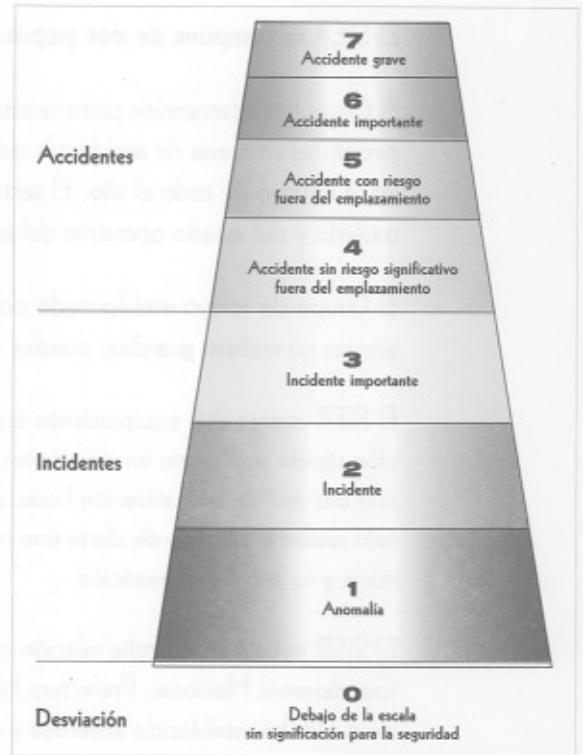 7
Accidente grave
6
Accidente importante
Accidentes
5
Accidente con riesgo
fuera del emplazamiento
4
Accidente sin riesgo significativo
fuera del emplazamiento
3
Incidente importante
Incidentes
2
Incidente
1
Anomalía
Desviación
0
Debajo de la escala
sin significación para la seguridad